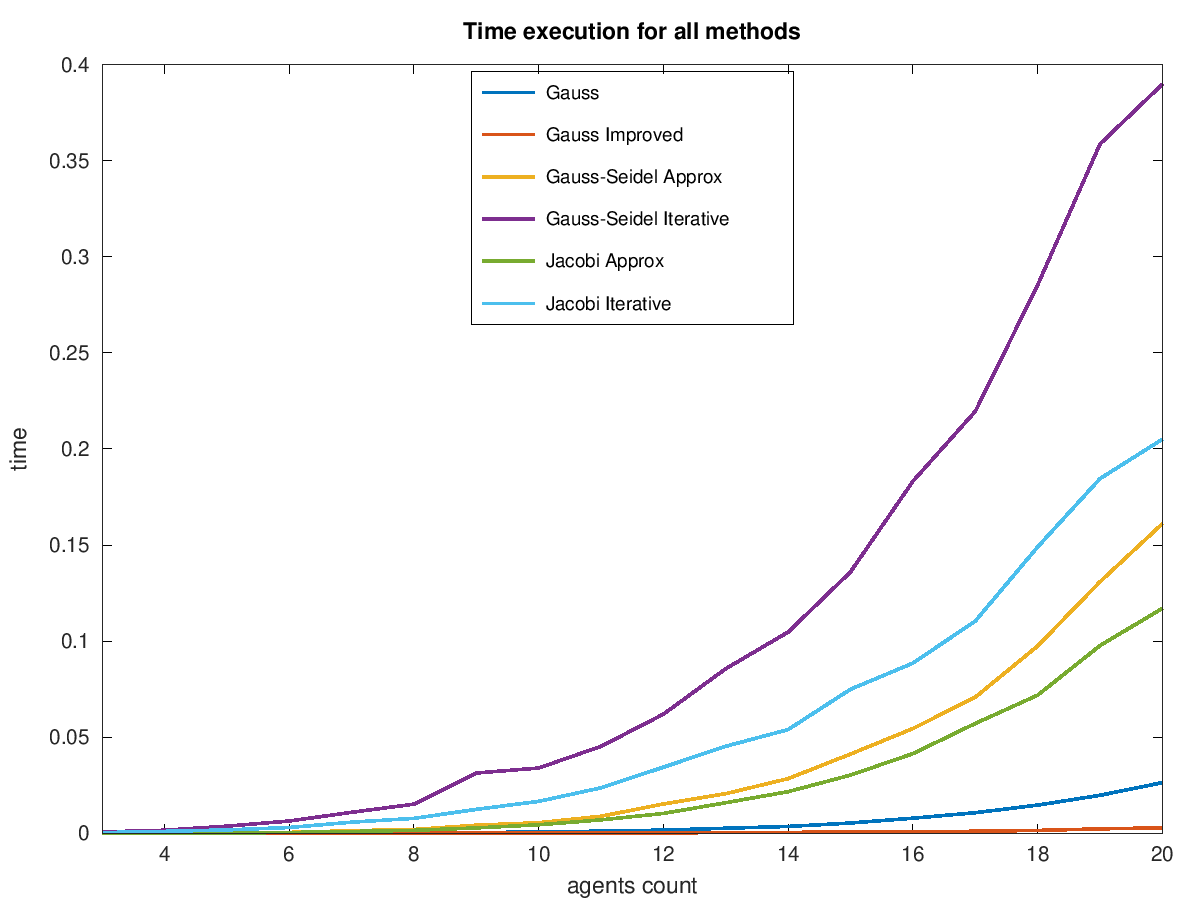 Time execution for all methods
0.4
0.35
0.3
0.25
0.2
0.15
0.1
0.05
0
time
Gauss
Gauss Improved
Gauss-Seidel Approx
Gauss-Seidel Iterative
Jacobi Approx
Jacobi Iterative
4 6 8 10 12 14 16 18 20
agents count